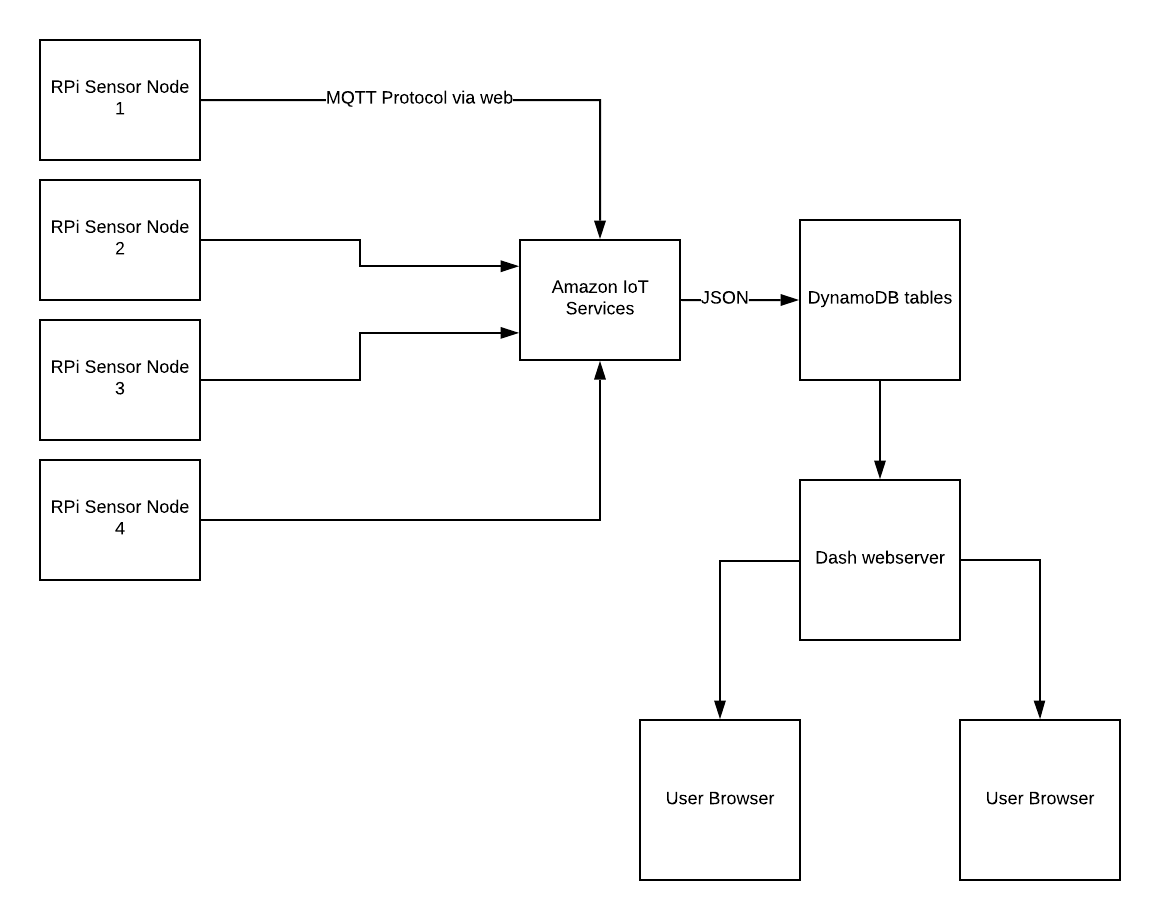 RPi Sensor Node
1
MQTT Protocol via web
RPi Sensor Node
2
RPi Sensor Node
3
RPi Sensor Node
4
Amazon IoT
Services
JSON
DynamoDB tables
Dash webserver
User Browser
User Browser